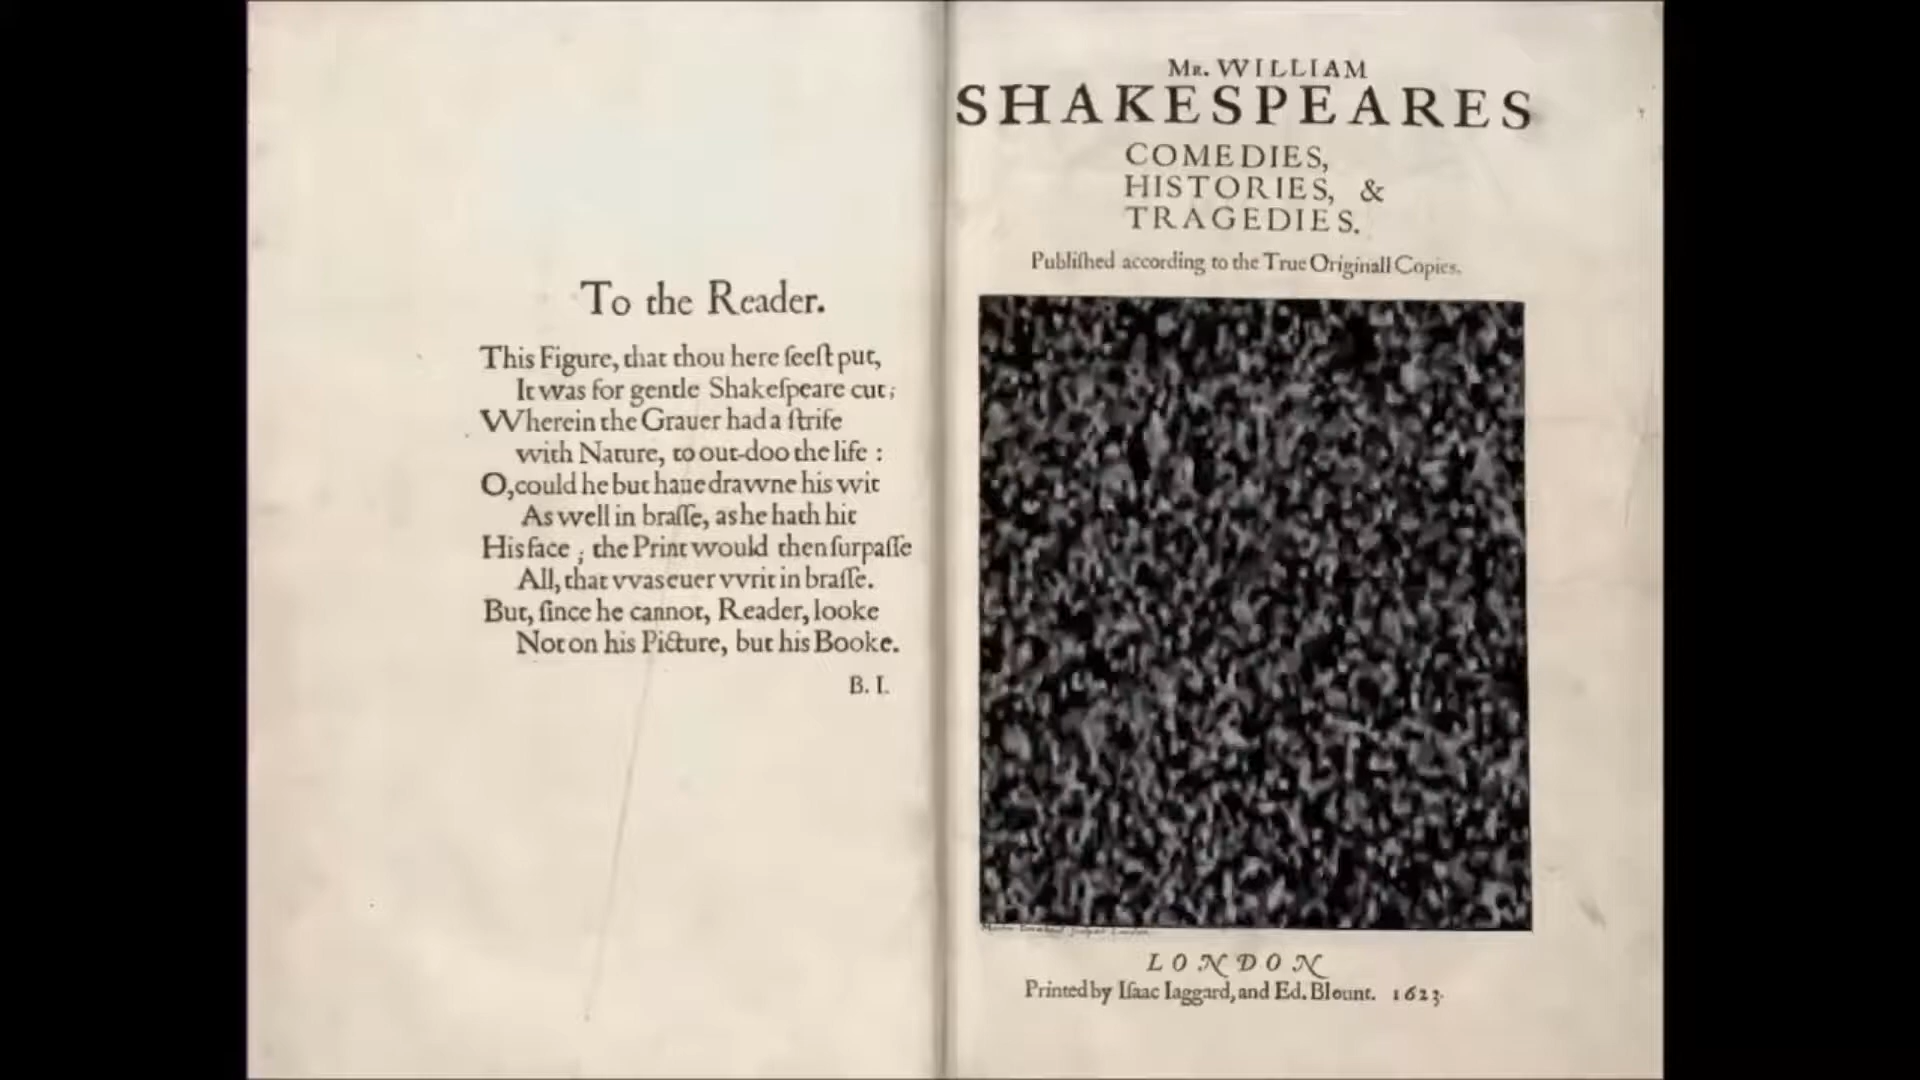 To the Reader.
This Figure, that thou here ſeeſt put,
It was for gentle Shakeſpeare cut;
Wherein the Grauer had a ſtrife
with Nature, to out-doo the life :
O, could he but haue dravvne his vvit
As well in braſſe, as he hath hit
His face ; the Print would then ſurpaſſe
All, that vvas euer vvrit in braſſe.
But, ſince he cannot, Reader, looke
Not on his Picture, but his Booke.
B. I.
Mr. WILLIAM
SHAKESPEARES
COMEDIES,
HISTORIES, &
TRAGEDIES.
Publiſhed according to the True Originall Copies.
LONDON
Printed by Iſaac Iaggard, and Ed. Blount. 1623.